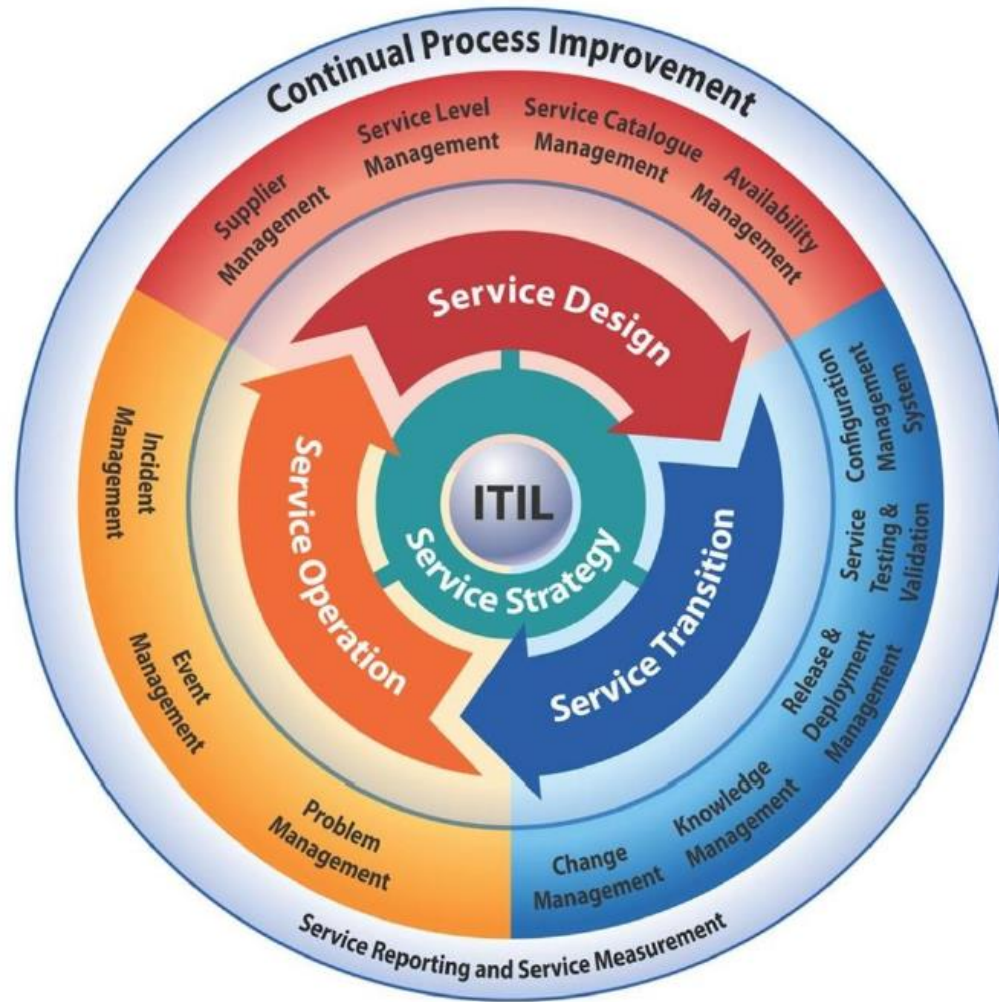 Continual Process Improvement
Supplier
Management
Service Level
Management
Service Catalogue
Management
Availability
Management
Service Design
Configuration
Management
System
Service
Testing &
Validation
Release &
Deployment
Management
Knowledge
Management
Change
Management
Service Transition
Incident
Management
Event
Management
Problem
Management
Service Operation
ITIL
Service Strategy
Service Reporting and Service Measurement